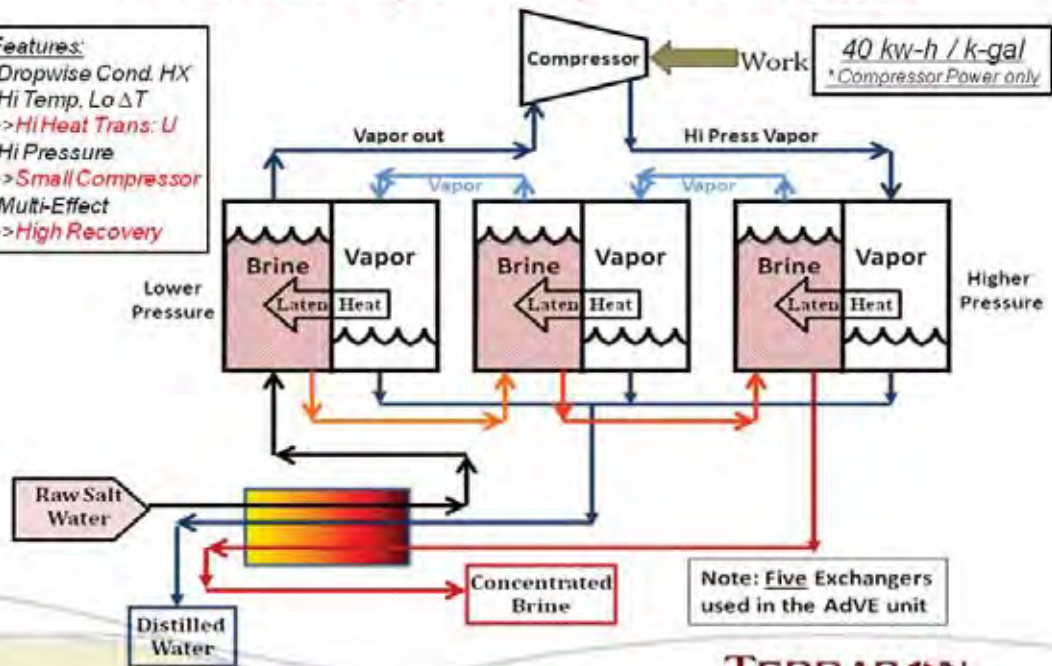 Features:
Dropwise Cond. HX
Hi Temp, Lo ΔT
>Hi Heat Trans: U
Hi Pressure
>Small Compressor
Multi-Effect
>High Recovery
Compressor
Work
40 kw-h / k-gal
*Compressor Power only
Vapor out
Hi Press Vapor
Vapor
Vapor
Lower
Pressure
Brine
Vapor
Laten Heat
Brine
Vapor
Laten Heat
Brine
Vapor
Laten Heat
Higher
Pressure
Raw Salt
Water
Concentrated
Brine
Note: Five Exchangers
used in the AdVE unit
Distilled
Water